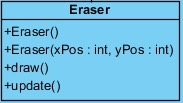 Eraser
+Eraser()
+Eraser(xPos : int, yPos : int)
+draw()
+update()